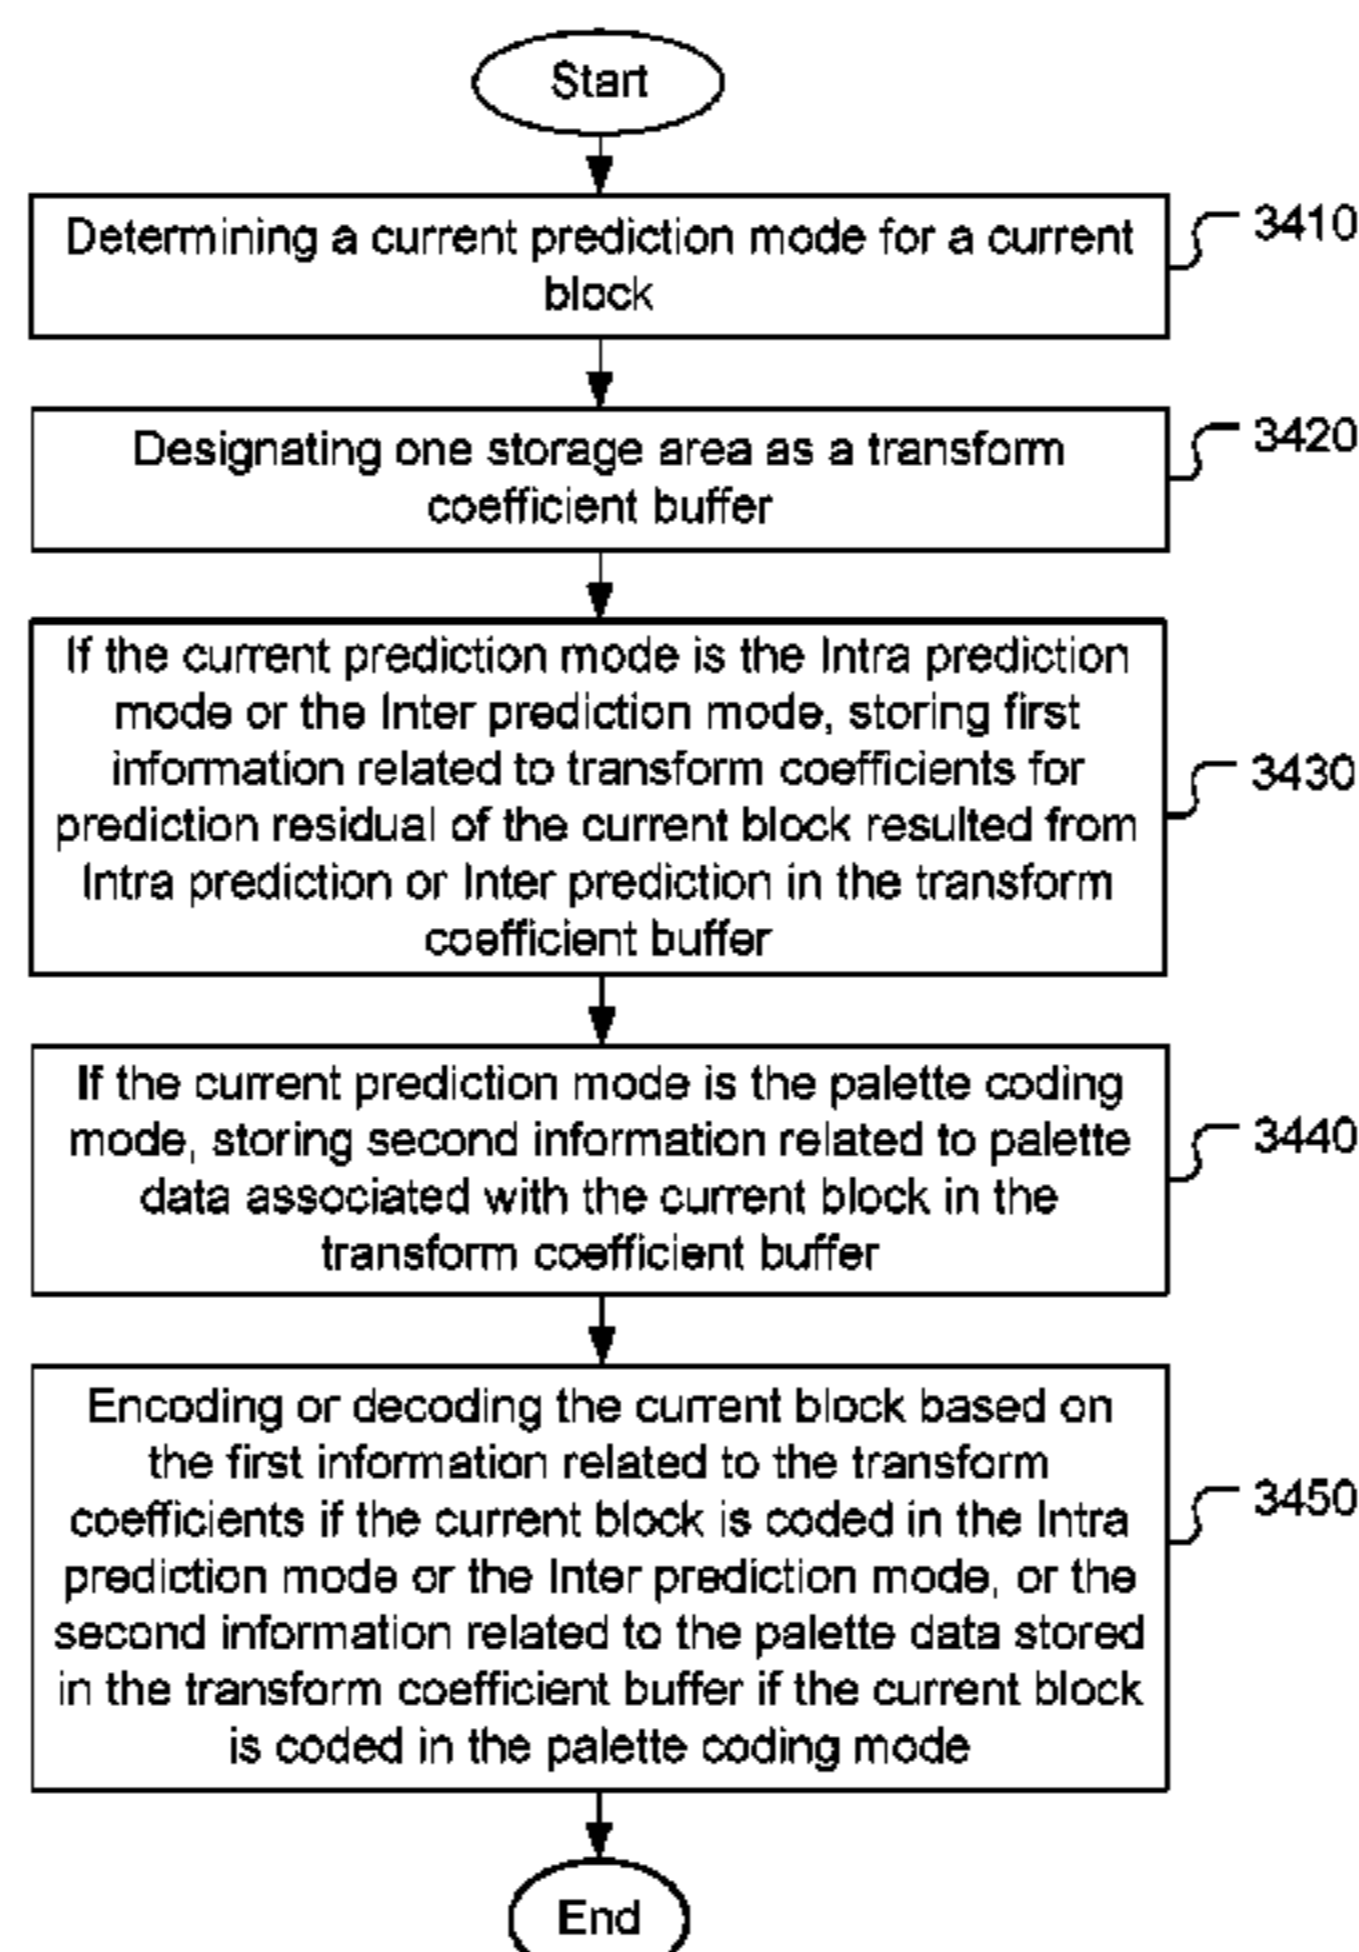 Start
Determining a current prediction mode for a current
block
3410
Designating one storage area as a transform
coefficient buffer
3420
If the current prediction mode is the Intra prediction
mode or the Inter prediction mode, storing first
information related to transform coefficients for
prediction residual of the current block resulted from
Intra prediction or Inter prediction in the transform
coefficient buffer
3430
If the current prediction mode is the palette coding
mode, storing second information related to palette
data associated with the current block in the
transform coefficient buffer
3440
Encoding or decoding the current block based on
the first information related to the transform
coefficients if the current block is coded in the Intra
prediction mode or the Inter prediction mode, or the
second information related to the palette data stored
in the transform coefficient buffer if the current block
is coded in the palette coding mode
3450
End